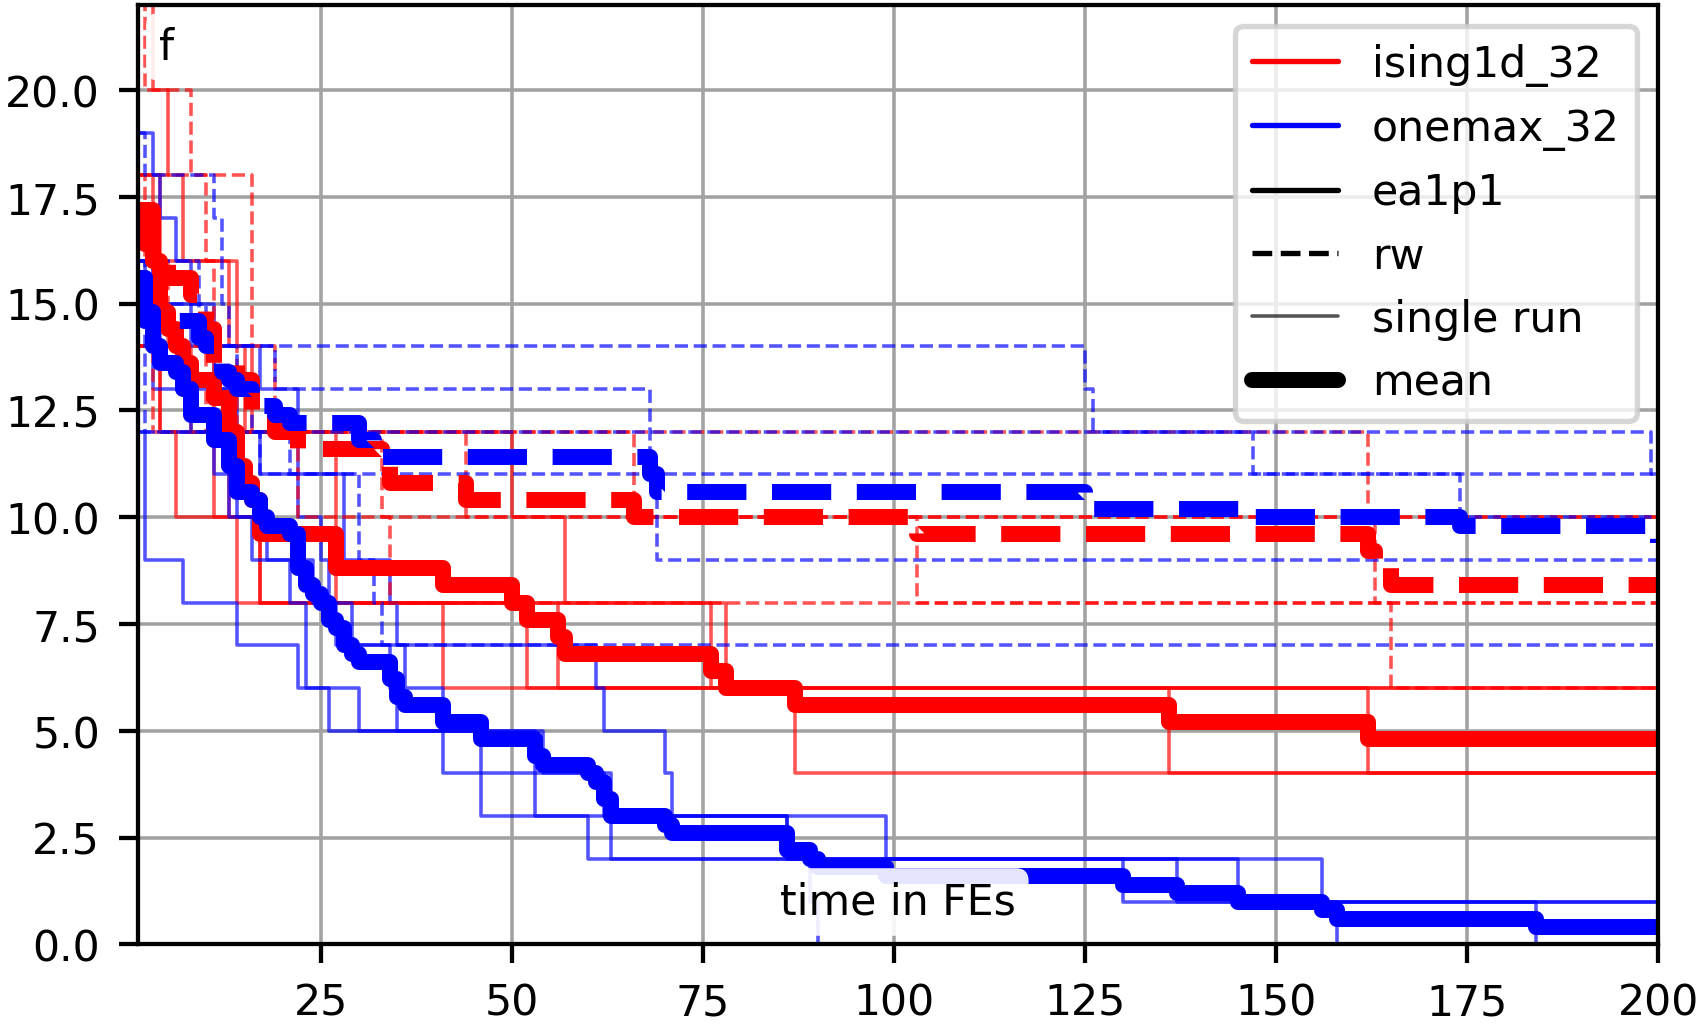 f
20.0
17.5
15.0
12.5
10.0
7.5
5.0
2.5
0.0
ising1d_32
onemax_32
ea1p1
rw
single run
mean
time in FEs
25 50 75 100 125 150 175 200